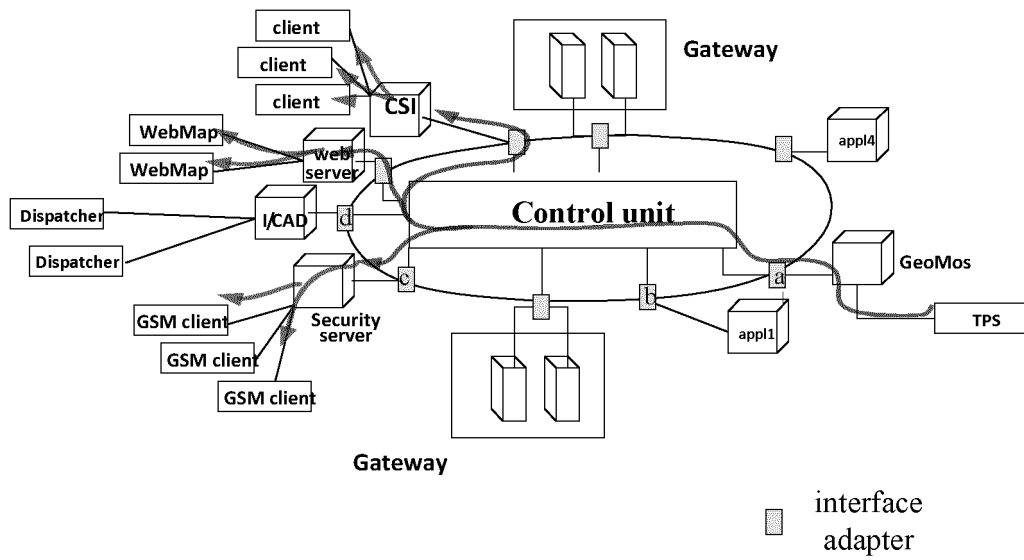 client
Gateway
client
client
CSI
WebMap
appl4
web
WebMap
server
Control unit
Dispatcher
I/CAD
d
Dispatcher
GeoMos
c
a
b
GSM client
Security
server
appl1
TPS
GSM client
GSM client
Gateway
interface
adapter